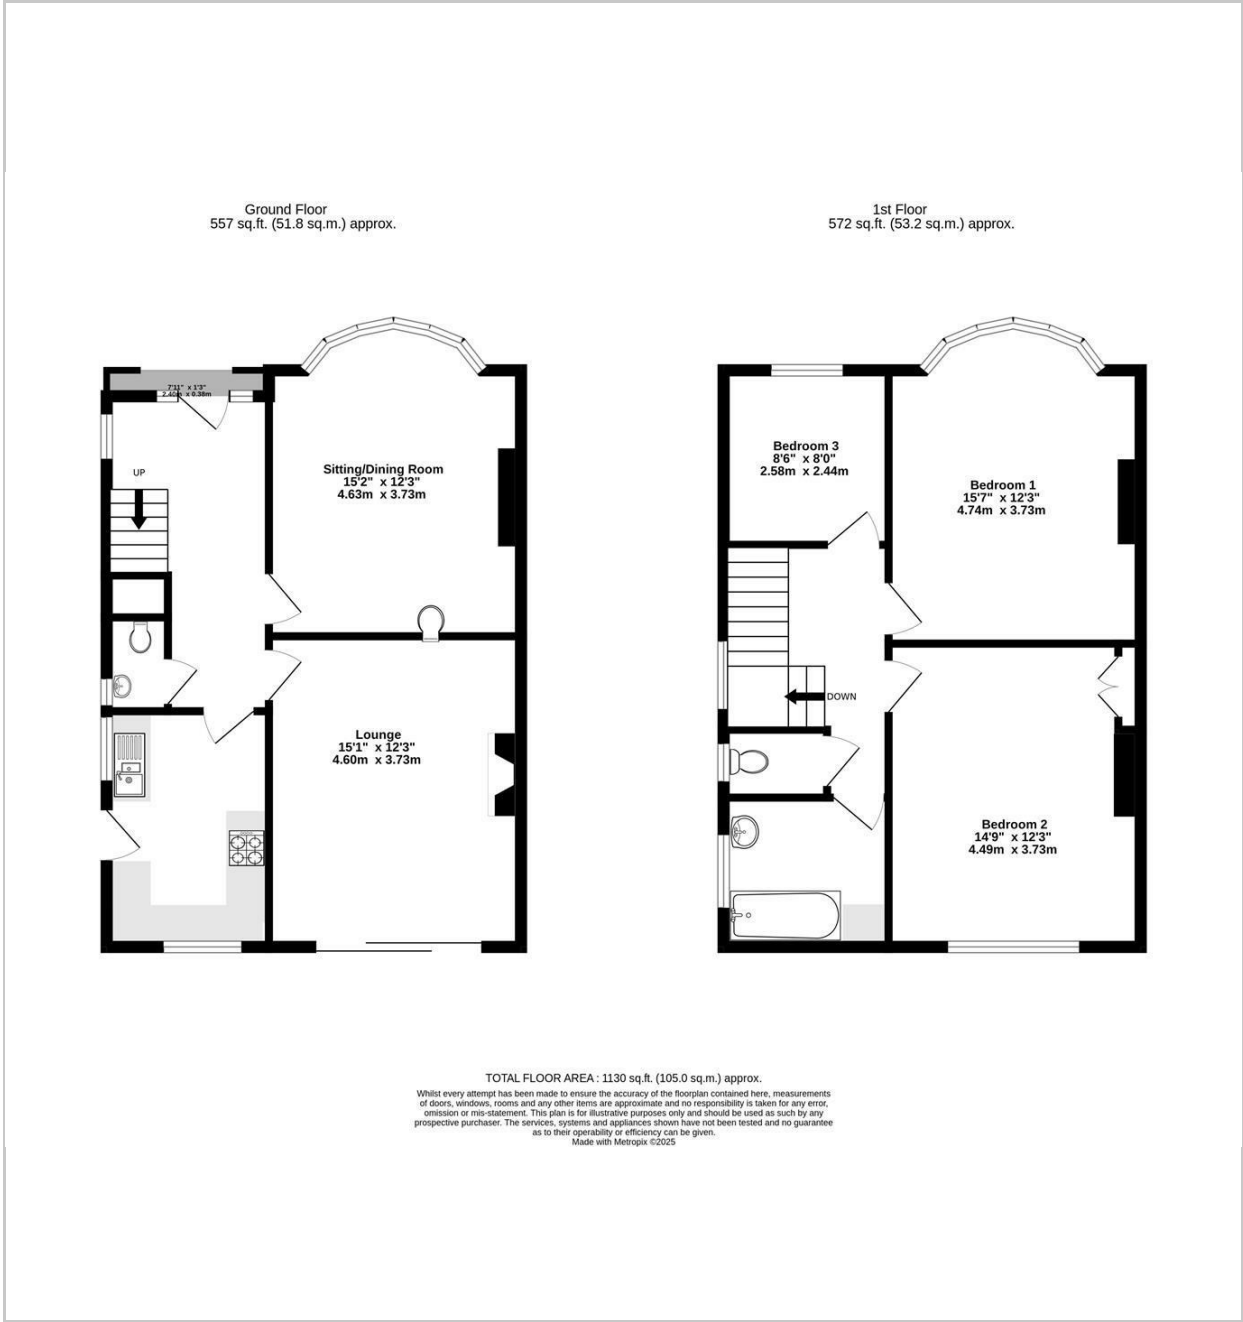 Ground Floor
557 sq.ft. (51.8 sq.m.) approx.
1st Floor
572 sq.ft. (53.2 sq.m.) approx.
7'11" x 1'3"
2.40m x 0.38m
UP
Sitting/Dining Room
15'2" x 12'3"
4.63m x 3.73m
Lounge
15'1" x 12'3"
4.60m x 3.73m
Bedroom 3
8'6" x 8'0"
2.58m x 2.44m
Bedroom 1
15'7" x 12'3"
4.74m x 3.73m
DOWN
Bedroom 2
14'9" x 12'3"
4.49m x 3.73m
TOTAL FLOOR AREA : 1130 sq.ft. (105.0 sq.m.) approx.
Whilst every attempt has been made to ensure the accuracy of the floorplan contained here, measurements
of doors, windows, rooms and any other items are approximate and no responsibility is taken for any error,
omission or mis-statement. This plan is for illustrative purposes only and should be used as such by any
prospective purchaser. The services, systems and appliances shown have not been tested and no guarantee
as to their operability or efficiency can be given.
Made with Metropix ©2025